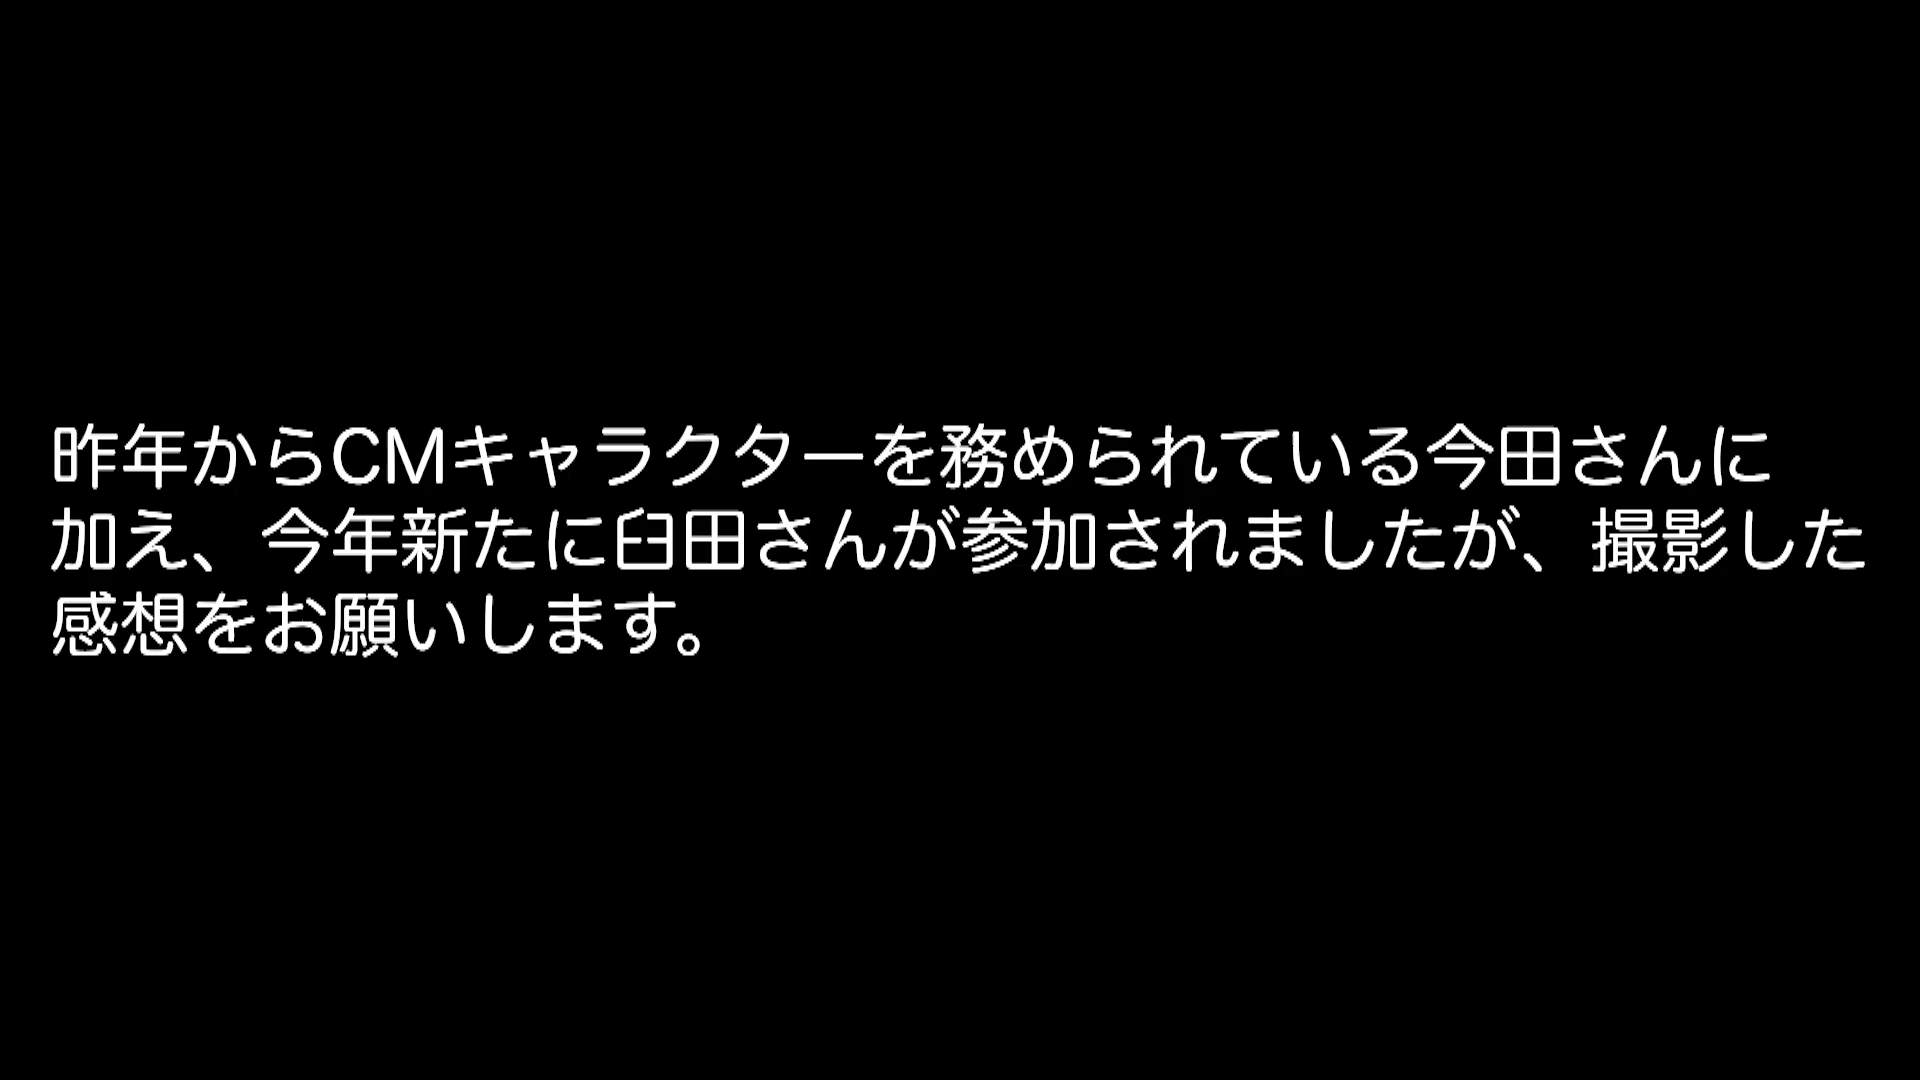 昨年からCMキャラクターを務められている今田さんに
加え、今年新たに臼田さんが参加されましたが、撮影した
感想をお願いします。